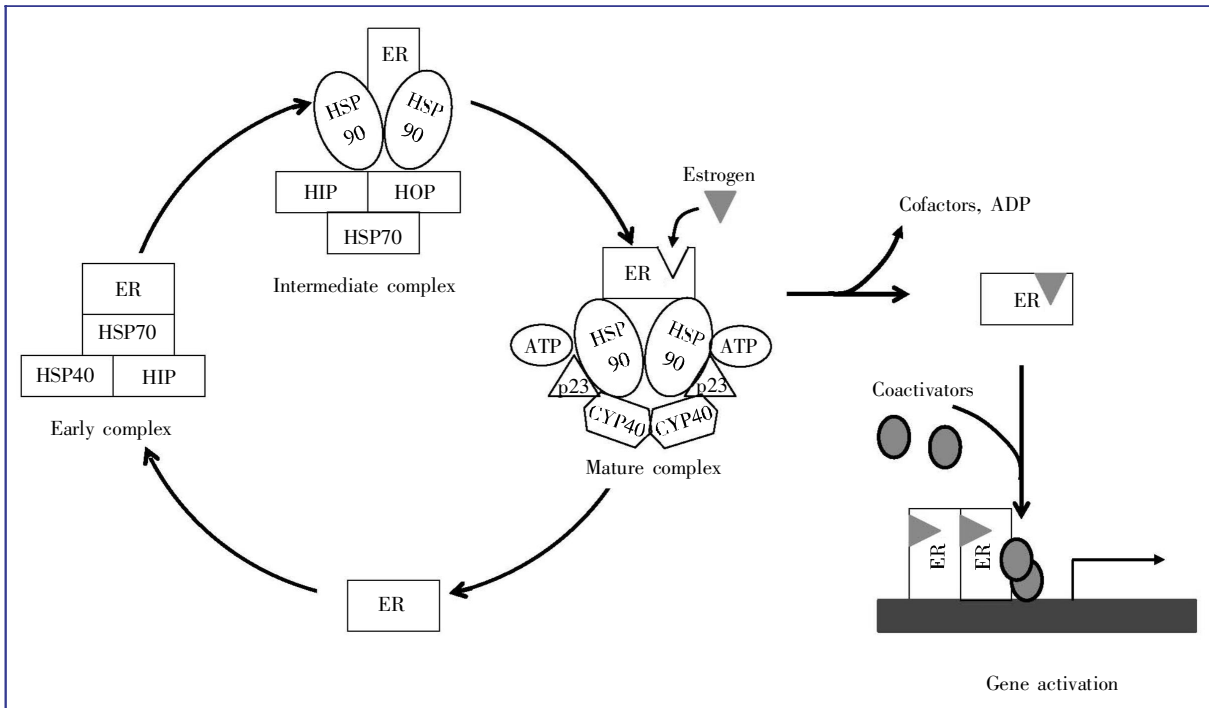 ER
HSP
90
HSP
90
HIP
HOP
HSP70
Intermediate complex
Estrogen
Cofactors, ADP
ER
HSP70
HSP40
HIP
Early complex
ER
ATP
HSP
90
HSP
90
ATP
p23
p23
CYP40
CYP40
Mature complex
ER
ER
Coactivators
ER
ER
Gene activation